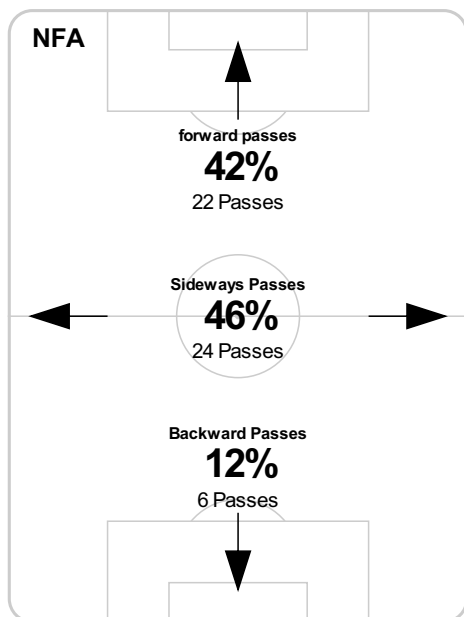 NFA
forward passes
42%
22 Passes
Sideways Passes
46%
24 Passes
Backward Passes
12%
6 Passes